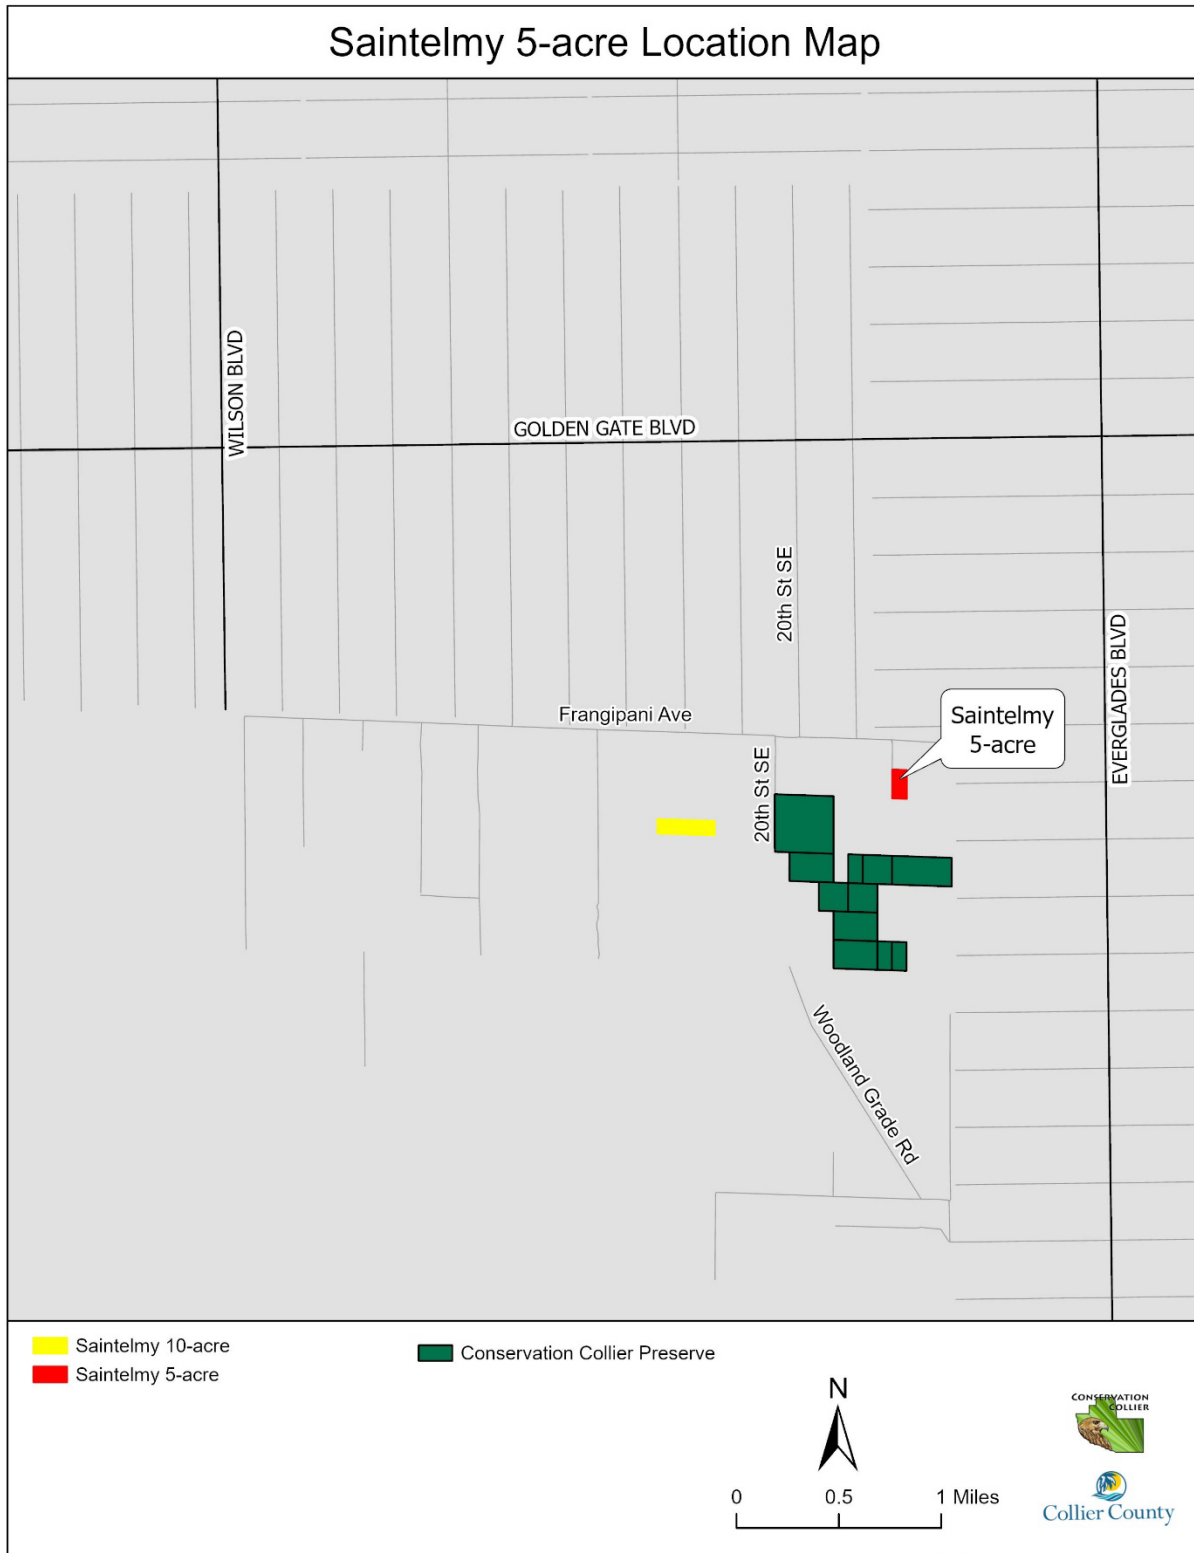 Saintelmy 5-acre Location Map
WILSON BLVD
GOLDEN GATE BLVD
20th St SE
EVERGLADES BLVD
Frangipani Ave
Saintelmy
5-acre
20th St SE
Woodland Grade Rd
Saintelmy 10-acre
Saintelmy 5-acre
Conservation Collier Preserve
N
0 0.5 1 Miles
CONSERVATION
COLLIER
Collier County